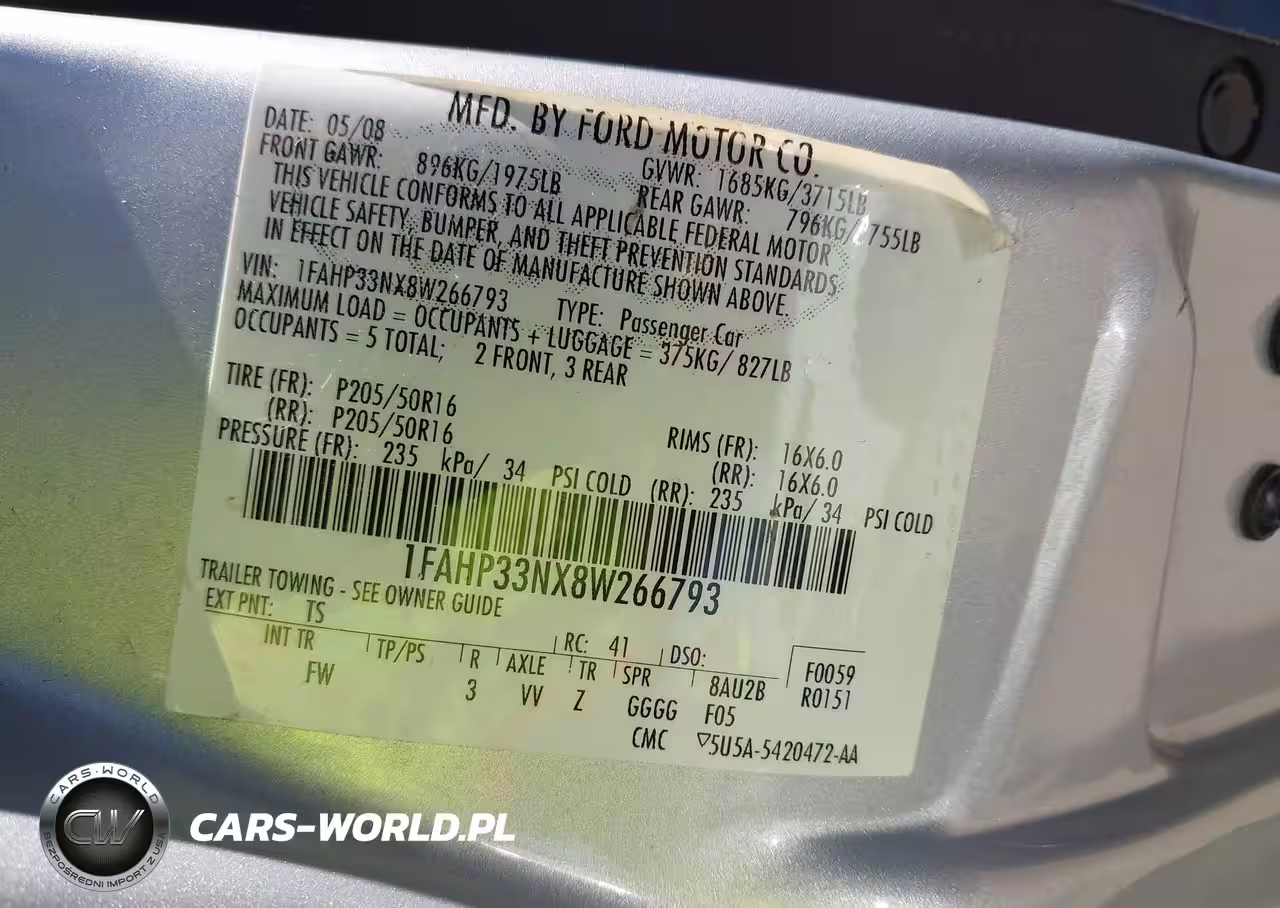 MFD. BY FORD MOTOR CO.
DATE: 05/08 GVWR: 1685KG/3715LB
FRONT GAWR: 896KG/1975LB REAR GAWR: 796KG/ 755LB
THIS VEHICLE CONFORMS TO ALL APPLICABLE FEDERAL MOTOR
VEHICLE SAFETY, BUMPER, AND THEFT PREVENTION STANDARDS
IN EFFECT ON THE DATE OF MANUFACTURE SHOWN ABOVE.
VIN: 1FAHP33NX8W266793 TYPE: Passenger Car
MAXIMUM LOAD = OCCUPANTS + LUGGAGE = 375KG/ 827LB
OCCUPANTS = 5 TOTAL; 2 FRONT, 3 REAR
TIRE (FR): P205/50R16 RIMS (FR): 16X6.0
(RR): P205/50R16 (RR): 16X6.0
PRESSURE (FR): 235 kPa/ 34 PSI COLD (RR): 235 kPa/ 34 PSI COLD
1FAHP33NX8W266793
TRAILER TOWING - SEE OWNER GUIDE
EXT PNT: TS RC: 41 DSO: F0059
INT TR TP/PS R AXLE TR SPR 8AU2B R0151
FW 3 VV Z GGGG F05
CMC ▽5U5A-5420472-AA
CARS-WORLD
CW
BEZPOŚREDNI IMPORT Z USA
CARS-WORLD.PL